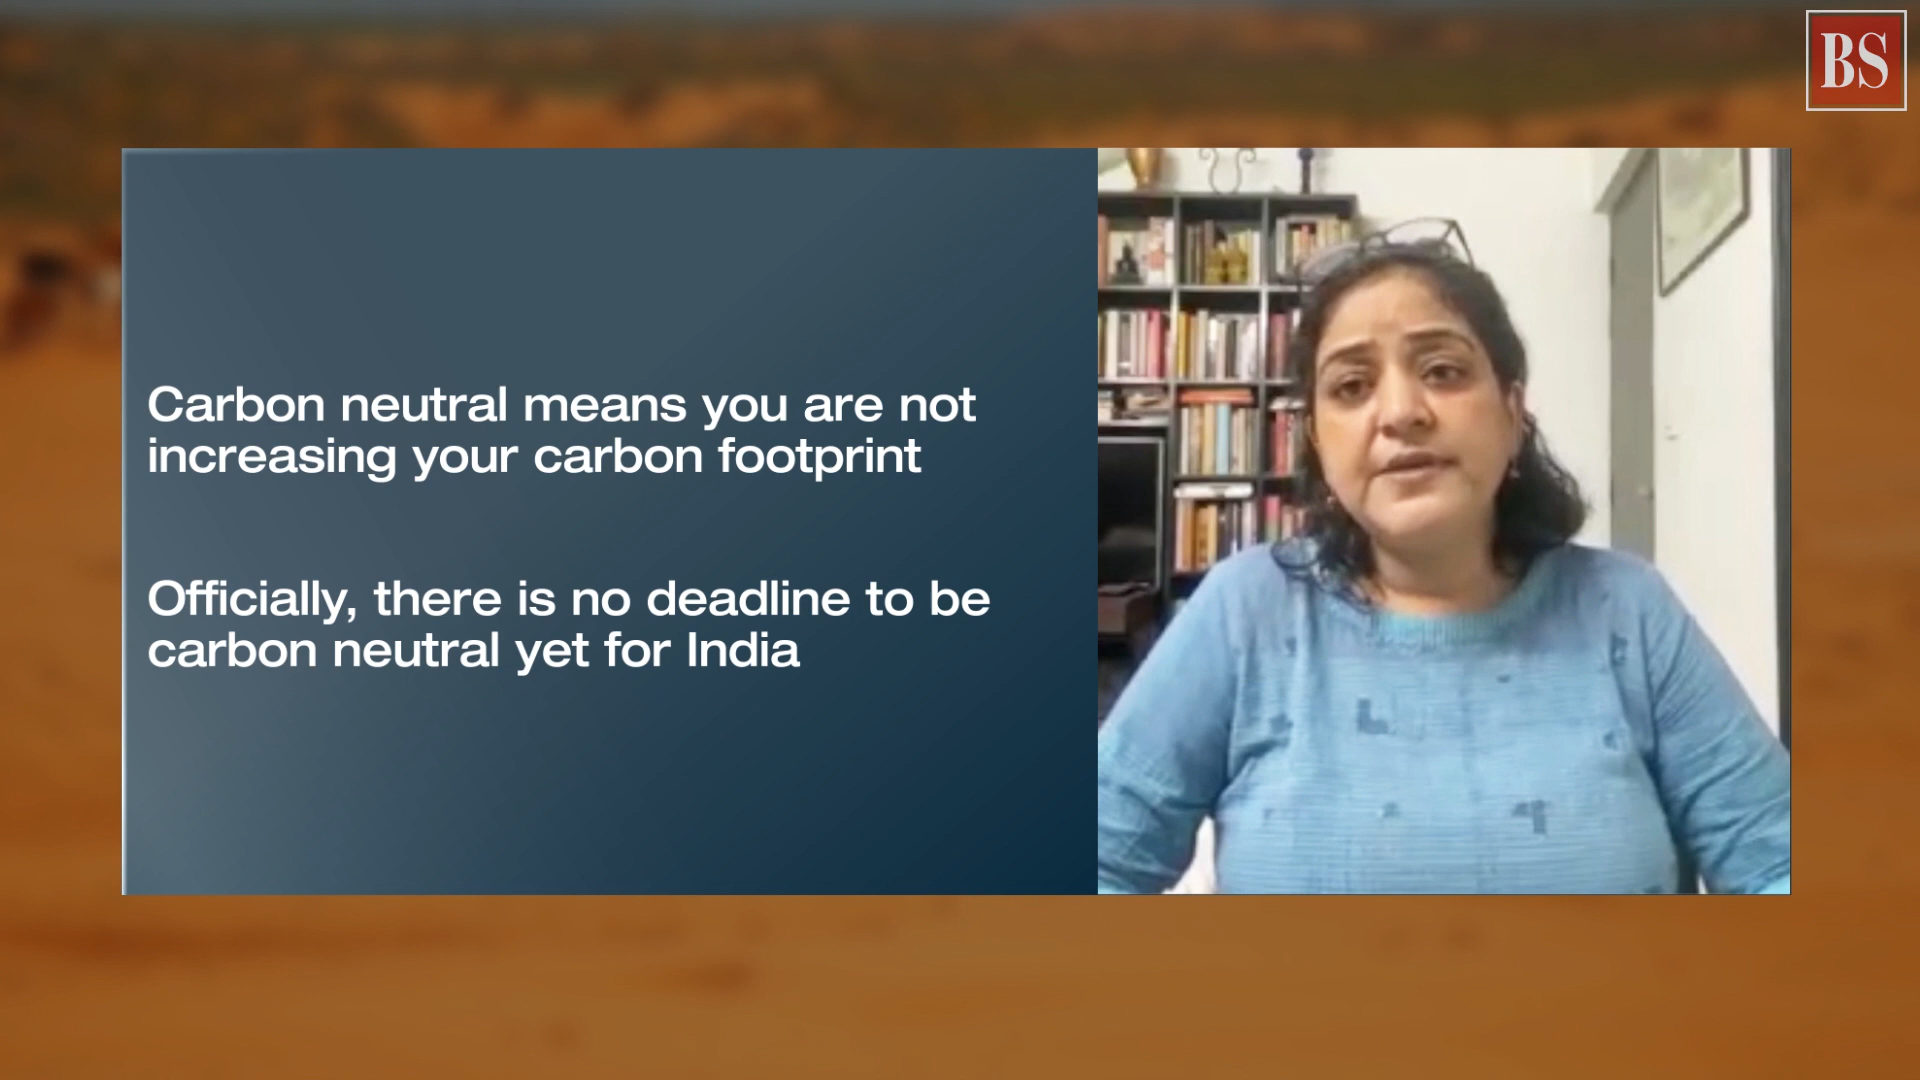 BS
Carbon neutral means you are not
increasing your carbon footprint
Officially, there is no deadline to be
carbon neutral yet for India